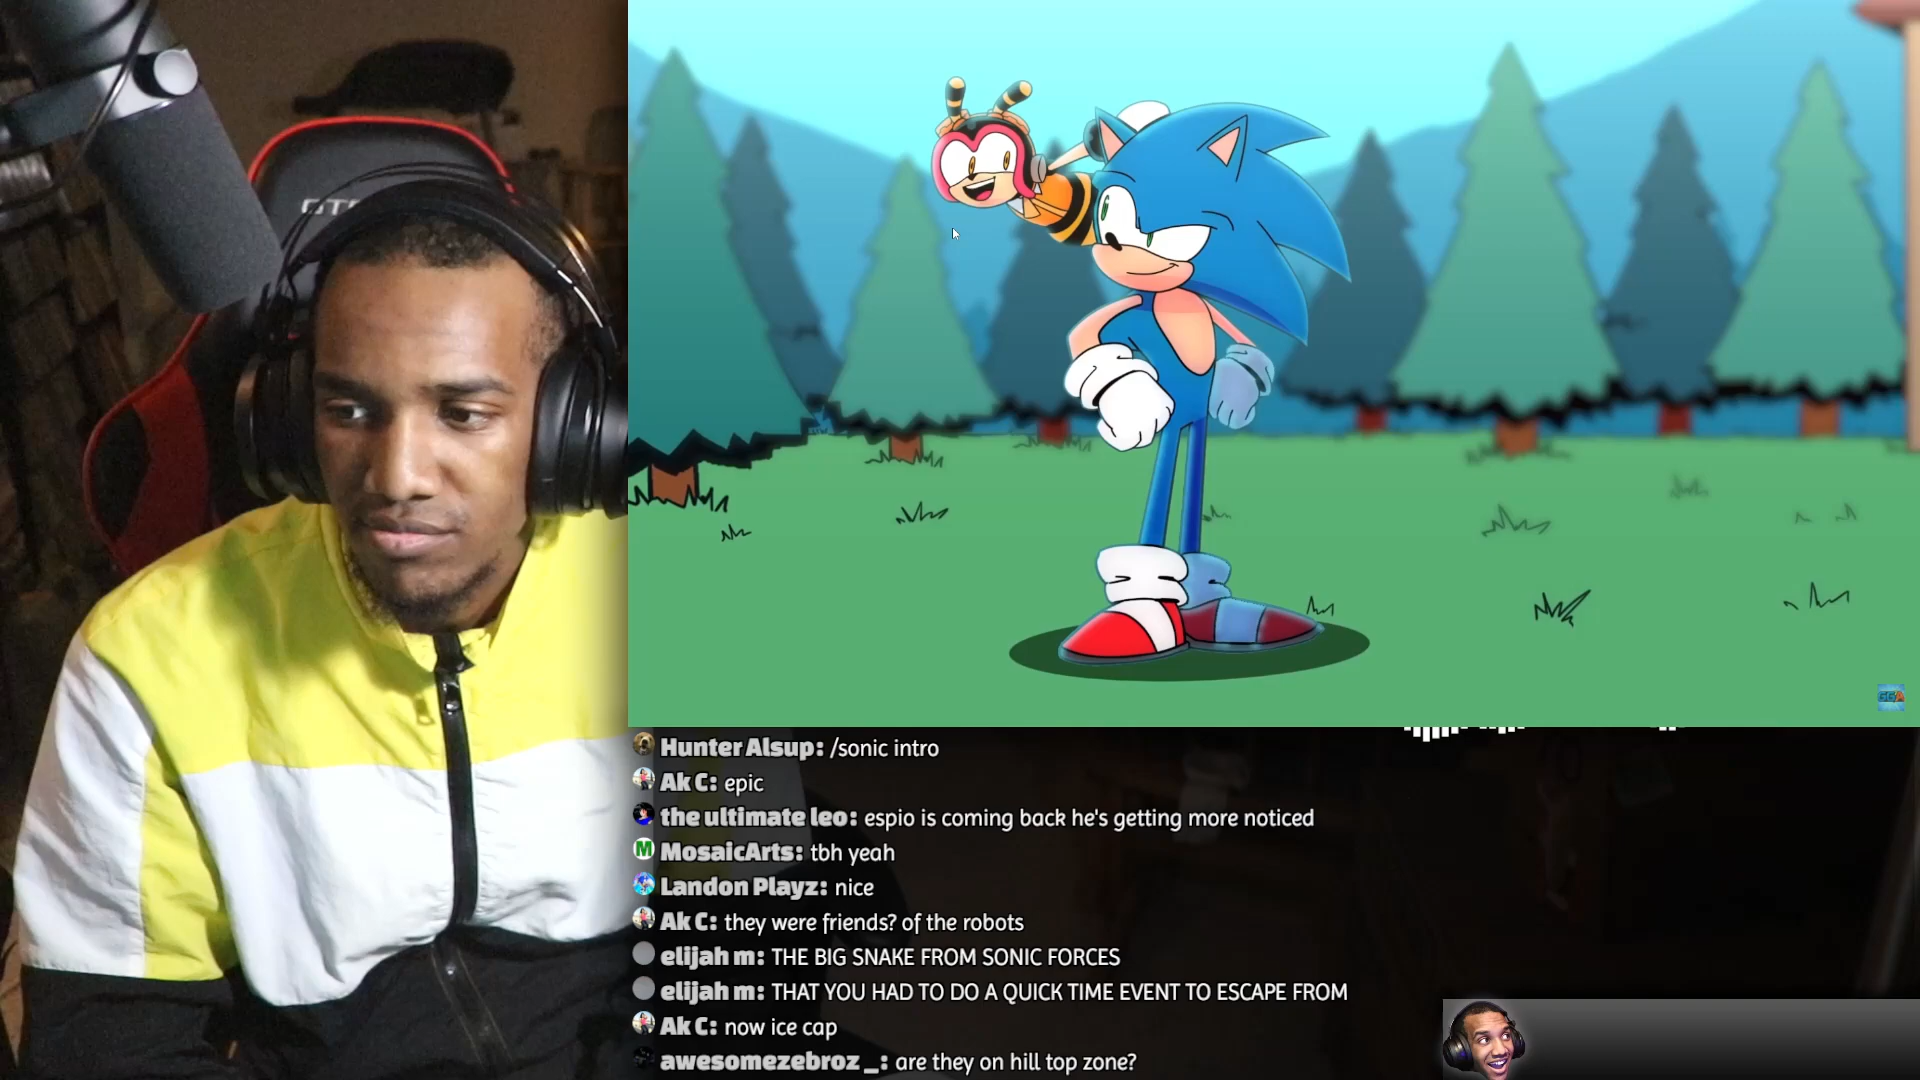 Hunter Alsup: /sonic intro
Ak C: epic
the ultimate leo: espio is coming back he's getting more noticed
M MosaicArts: tbh yeah
Landon Playz: nice
Ak C: they were friends? of the robots
elijah m: THE BIG SNAKE FROM SONIC FORCES
elijah m: THAT YOU HAD TO DO A QUICK TIME EVENT TO ESCAPE FROM
Ak C: now ice cap
awesomezebroz_: are they on hill top zone?